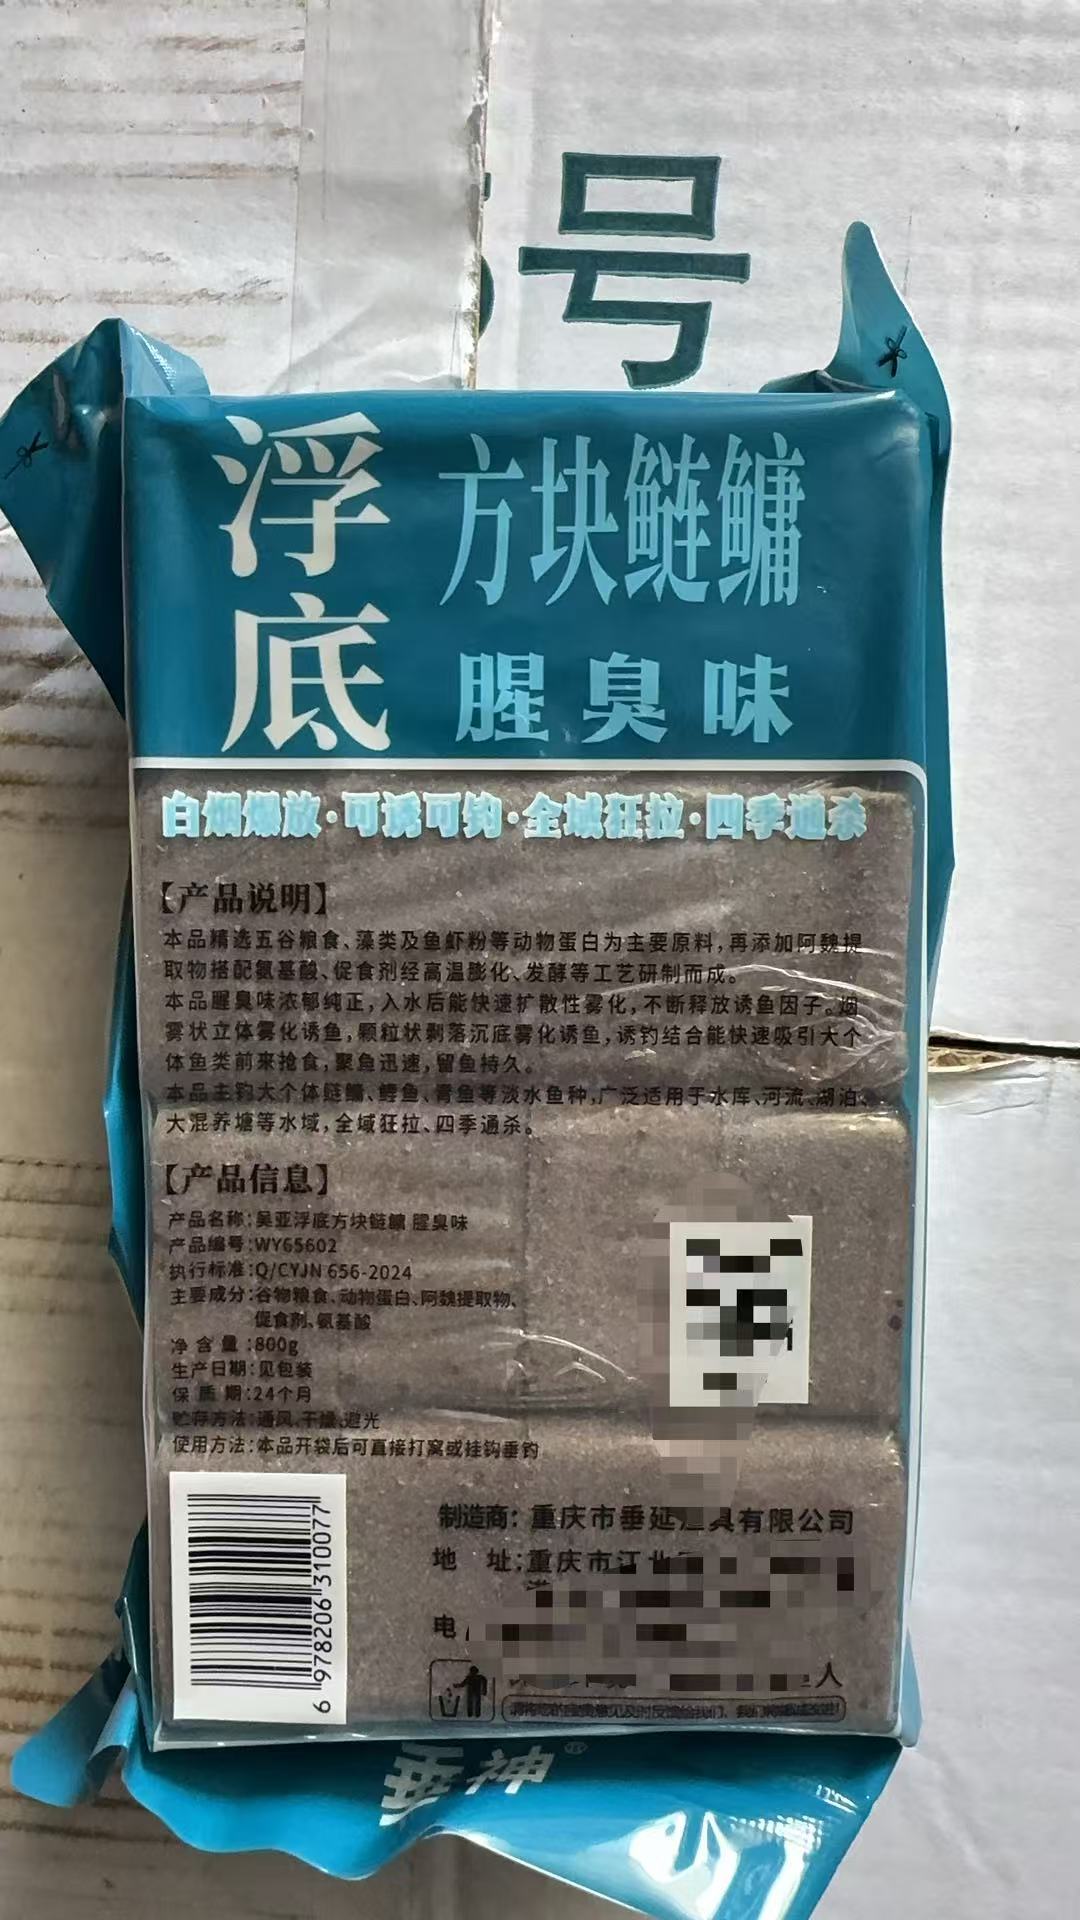 号
浮底
方块鲢鳙
腥臭味
白烟爆放·可诱可钓·全域狂拉·四季通杀
【产品说明】
本品精选五谷粮食、藻类及鱼虾粉等动物蛋白为主要原料，再添加阿魏提
取物搭配氨基酸、促食剂经高温膨化、发酵等工艺研制而成。
本品腥臭味浓郁纯正，入水后能快速扩散性雾化，不断释放诱鱼因子。烟
雾状立体雾化诱鱼，颗粒状剥落沉底雾化诱鱼，诱钓结合能快速吸引大个
体鱼类前来抢食，聚鱼迅速，留鱼持久。
本品主钓大个体鲢鳙、鳡鱼、青鱼等淡水鱼种，广泛适用于水库、河流、湖泊、
大混养塘等水域，全域狂拉、四季通杀。
【产品信息】
产品名称：吴亚浮底方块鲢鳙 腥臭味
产品编号：WY65602
执行标准：Q/CYJN 656-2024
主要成分：谷物粮食、动物蛋白、阿魏提取物、
促食剂、氨基酸
净含量：800g
生产日期：见包装
保质期：24个月
贮存方法：通风、干燥、避光
使用方法：本品开袋后可直接打窝或挂钩垂钓
6 978206 310077
制造商：重庆市垂延 具有限公司
地 址：重庆市江北
电
人
垂神®